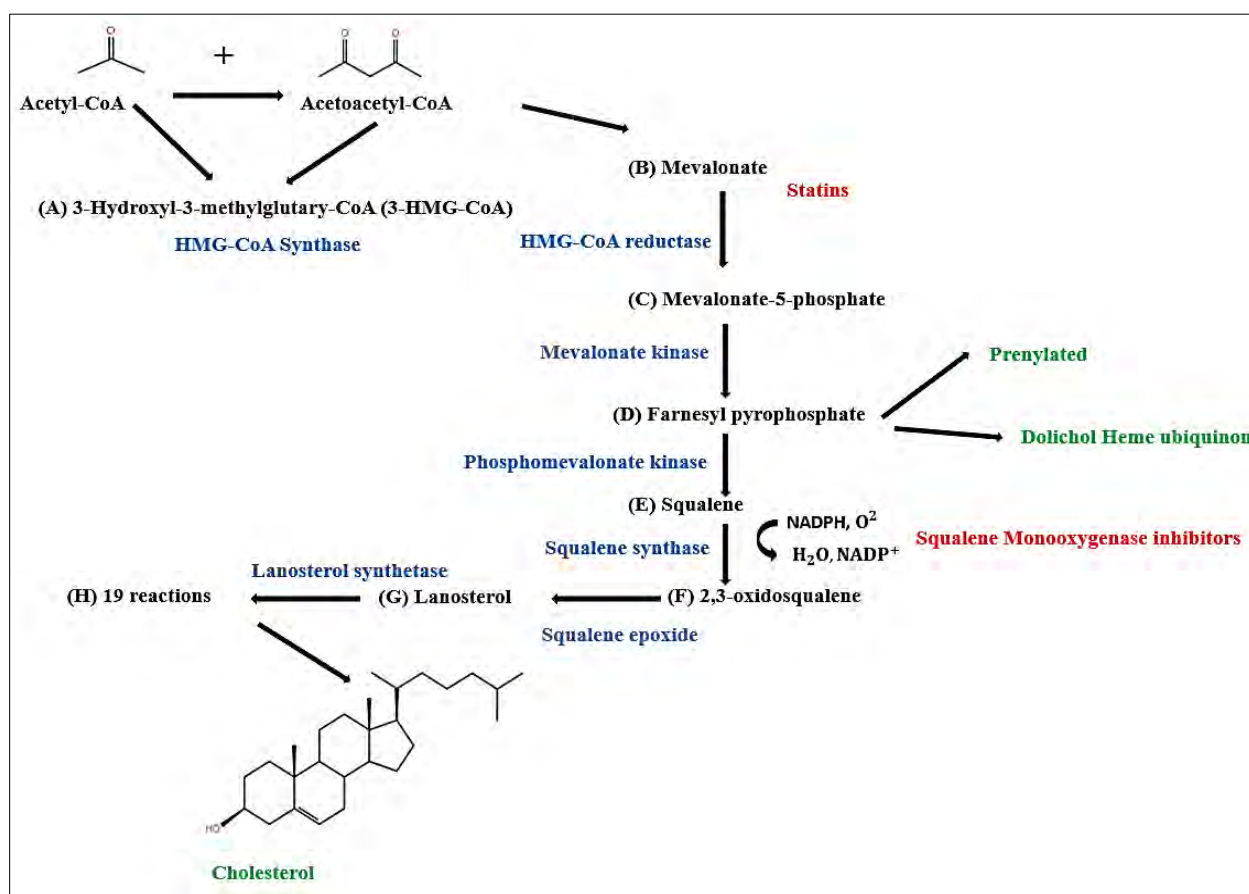 O
+
O
O
Acetyl-CoA
Acetoacetyl-CoA
(B) Mevalonate
Statins
(A) 3-Hydroxyl-3-methylglutary-CoA (3-HMG-CoA)
HMG-CoA Synthase
HMG-CoA reductase
(C) Mevalonate-5-phosphate
Mevalonate kinase
Prenylated
(D) Farnesyl pyrophosphate
Dolichol Heme ubiquinon
Phosphomevalonate kinase
(E) Squalene
NADPH, O²
Squalene Monooxygenase inhibitors
Squalene synthase
H₂O, NADP⁺
Lanosterol synthetase
(H) 19 reactions
(G) Lanosterol
(F) 2,3-oxidosqualene
Squalene epoxide
HO
Cholesterol